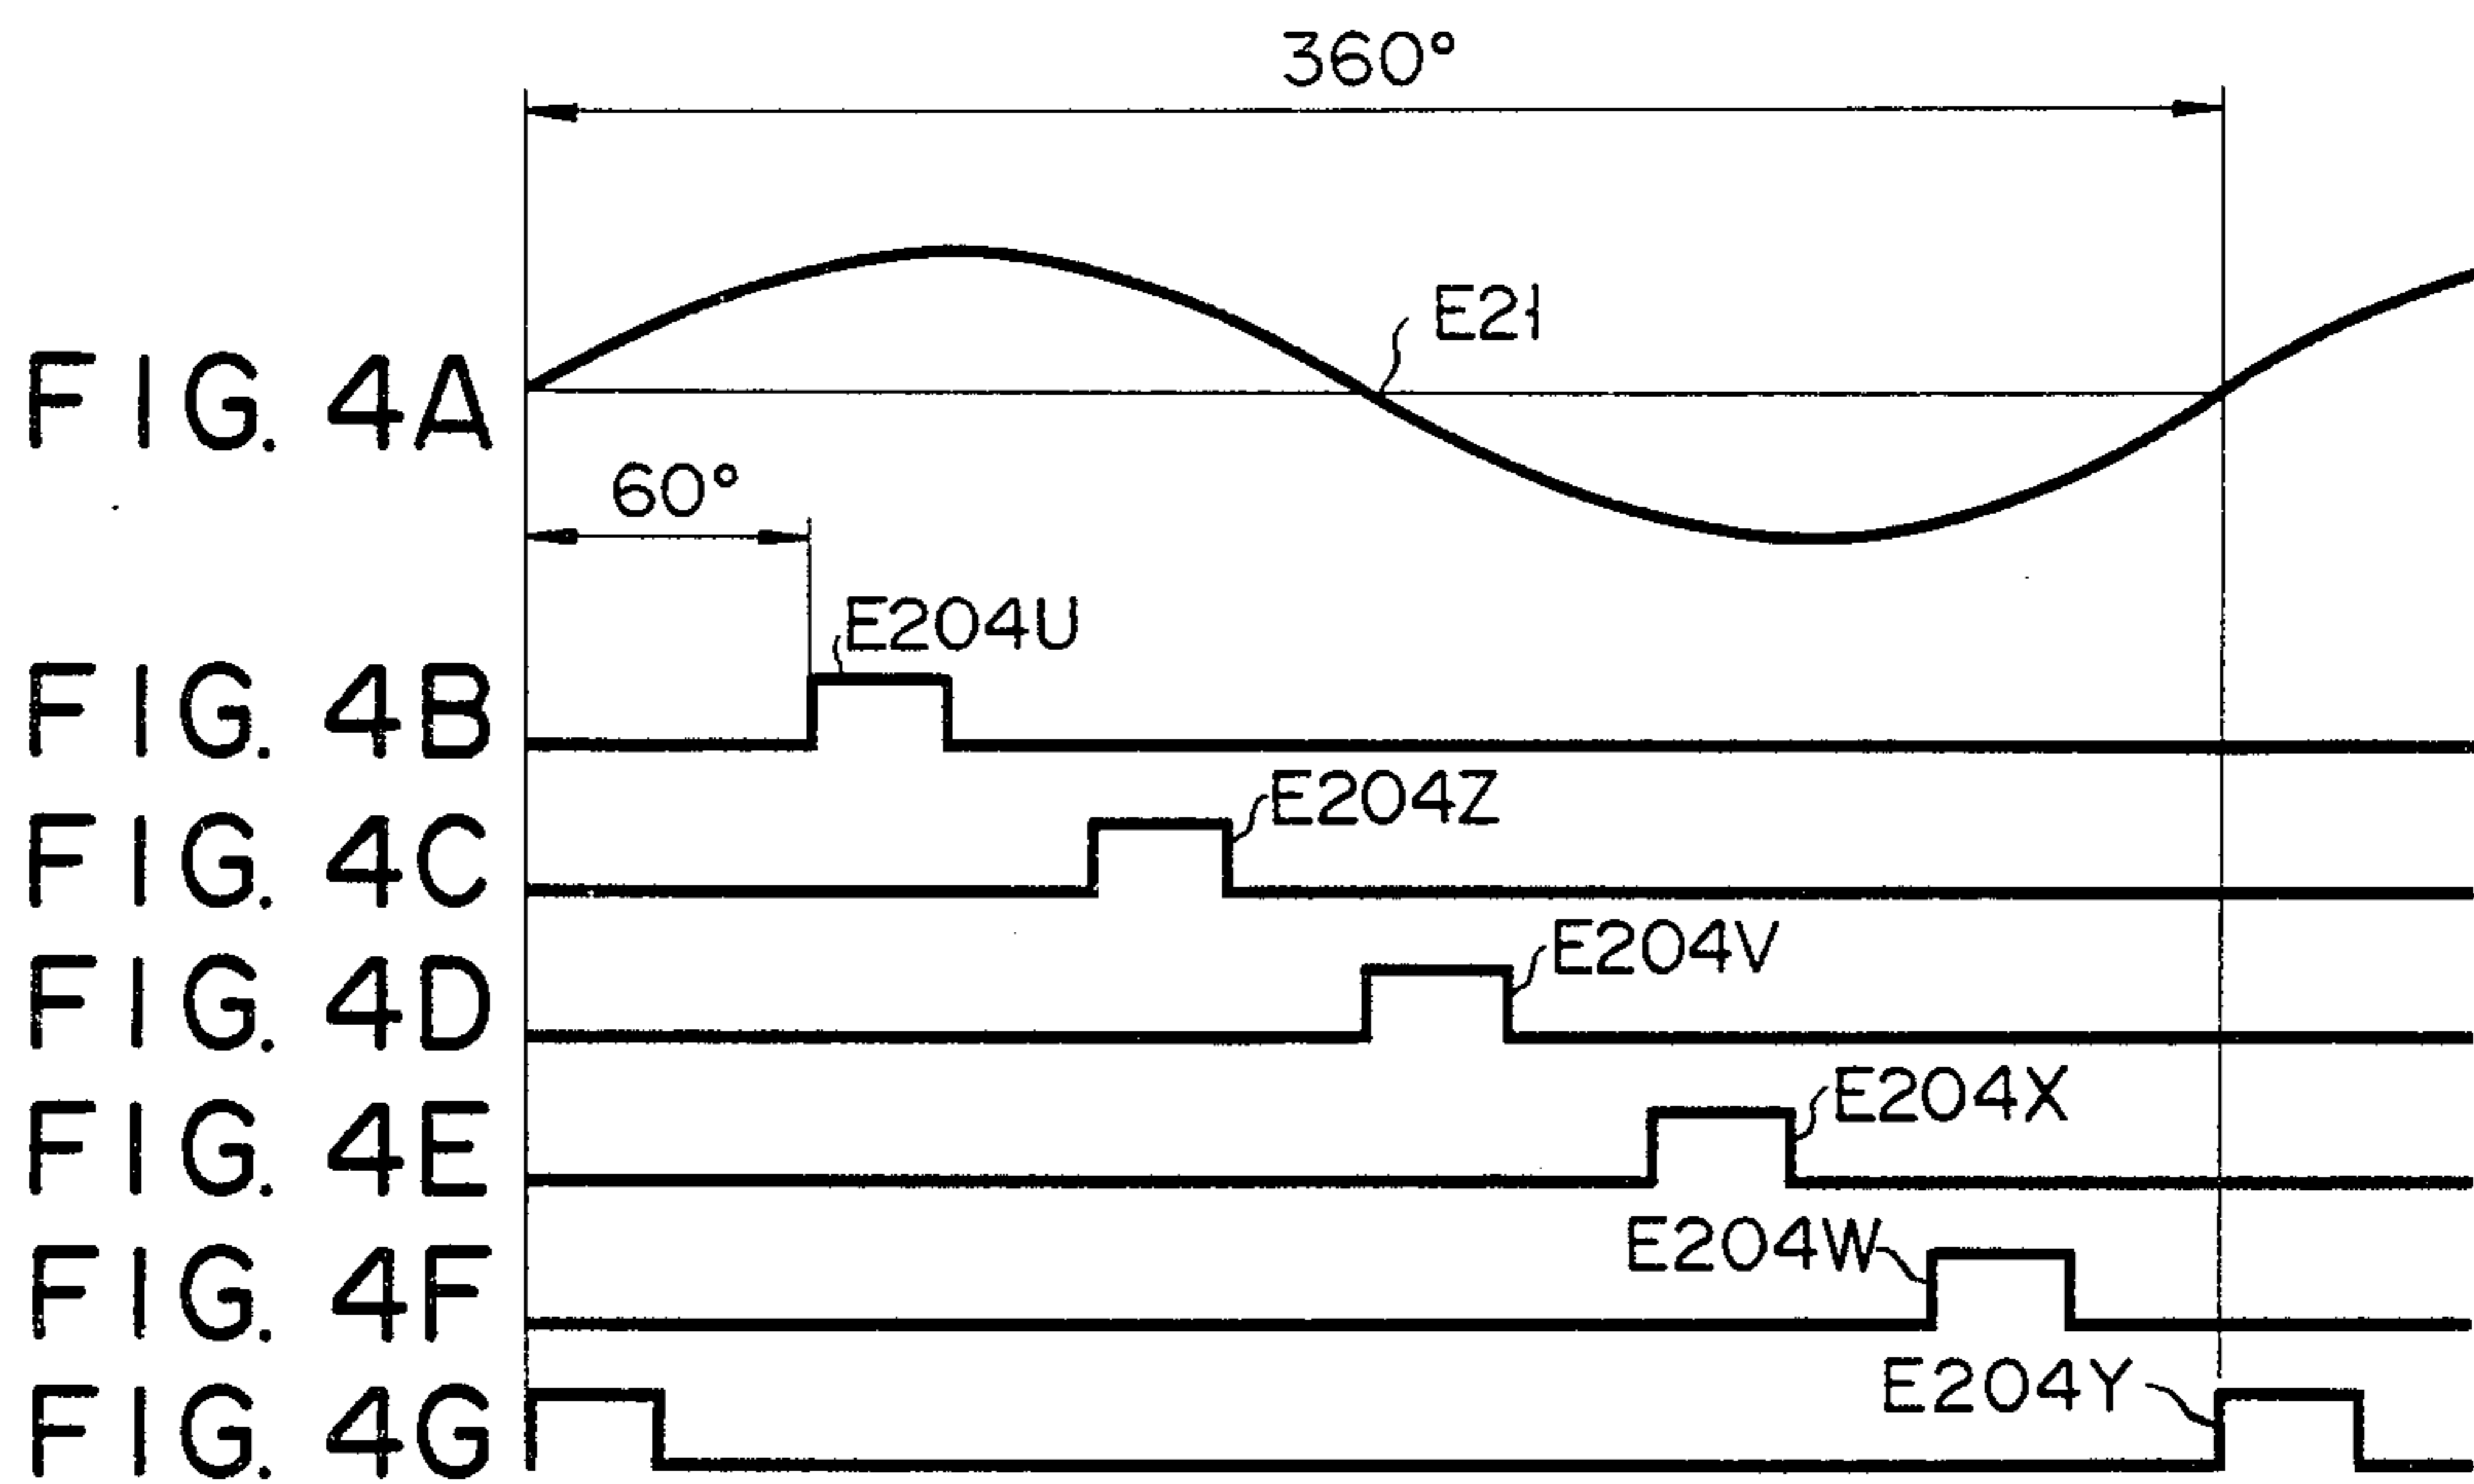 360°
E21
FIG. 4A
60°
E204U
FIG. 4B
E204Z
FIG. 4C
E204V
FIG. 4D
E204X
FIG. 4E
E204W
FIG. 4F
E204Y
FIG. 4G